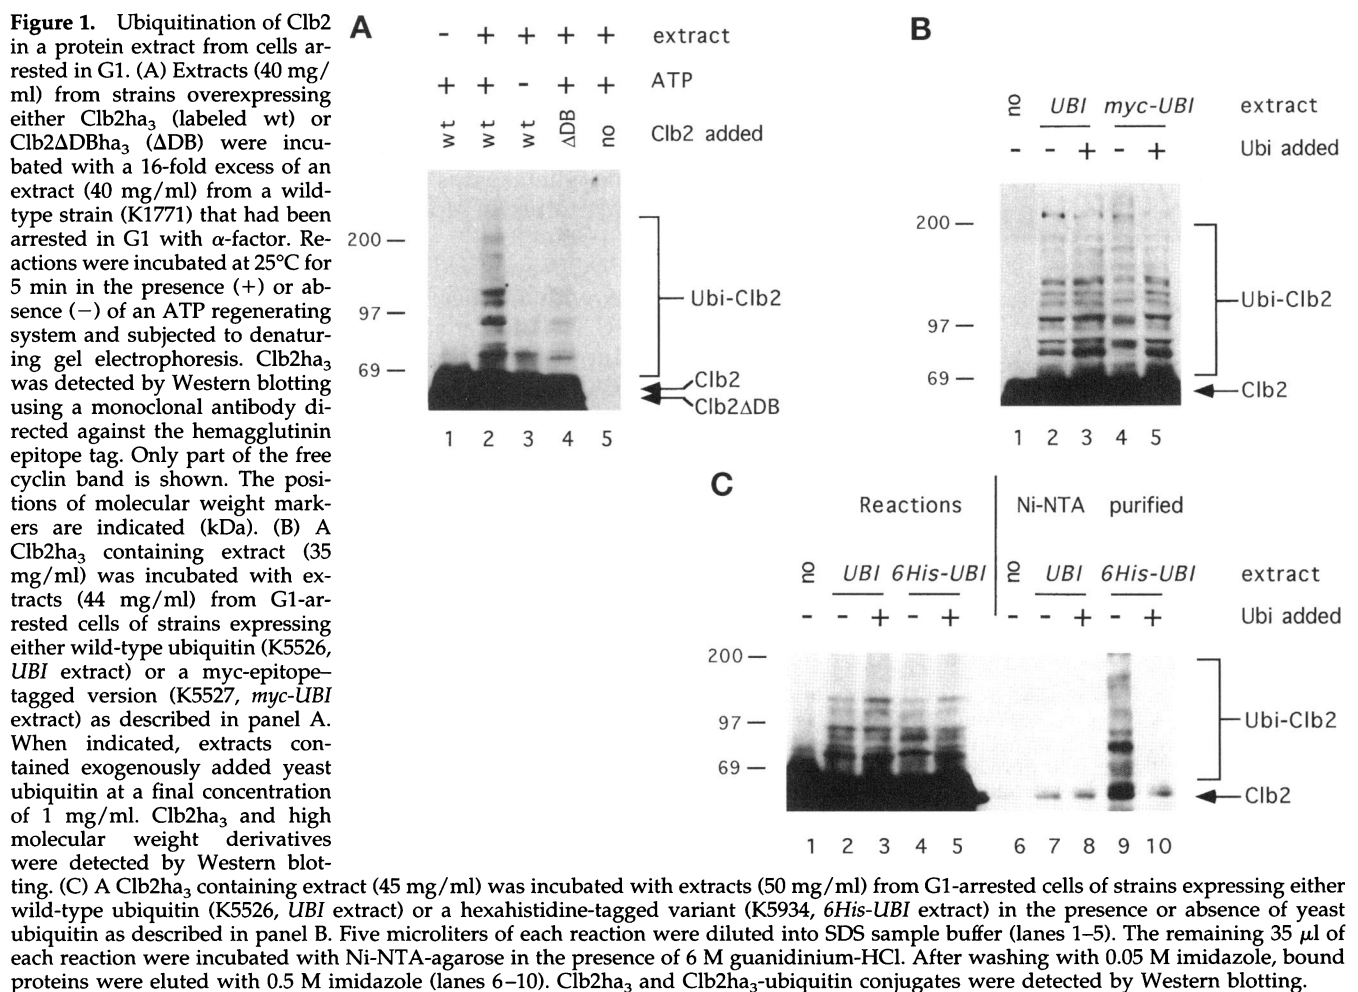 Figure 1. Ubiquitination of Clb2
in a protein extract from cells ar-
rested in G1. (A) Extracts (40 mg/
ml) from strains overexpressing
either Clb2ha3 (labeled wt) or
Clb2ΔDBha3 (ΔDB) were incu-
bated with a 16-fold excess of an
extract (40 mg/ml) from a wild-
type strain (K1771) that had been
arrested in G1 with α-factor. Re-
actions were incubated at 25°C for
5 min in the presence (+) or ab-
sence (−) of an ATP regenerating
system and subjected to denatur-
ing gel electrophoresis. Clb2ha3
was detected by Western blotting
using a monoclonal antibody di-
rected against the hemagglutinin
epitope tag. Only part of the free
cyclin band is shown. The posi-
tions of molecular weight mark-
ers are indicated (kDa). (B) A
Clb2ha3 containing extract (35
mg/ml) was incubated with ex-
tracts (44 mg/ml) from G1-ar-
rested cells of strains expressing
either wild-type ubiquitin (K5526,
UBI extract) or a myc-epitope–
tagged version (K5527, myc-UBI
extract) as described in panel A.
When indicated, extracts con-
tained exogenously added yeast
ubiquitin at a final concentration
of 1 mg/ml. Clb2ha3 and high
molecular weight derivatives
were detected by Western blot-
ting. (C) A Clb2ha3 containing extract (45 mg/ml) was incubated with extracts (50 mg/ml) from G1-arrested cells of strains expressing either
wild-type ubiquitin (K5526, UBI extract) or a hexahistidine-tagged variant (K5934, 6His-UBI extract) in the presence or absence of yeast
ubiquitin as described in panel B. Five microliters of each reaction were diluted into SDS sample buffer (lanes 1–5). The remaining 35 μl of
each reaction were incubated with Ni-NTA-agarose in the presence of 6 M guanidinium-HCl. After washing with 0.05 M imidazole, bound
proteins were eluted with 0.5 M imidazole (lanes 6–10). Clb2ha3 and Clb2ha3-ubiquitin conjugates were detected by Western blotting.
A
- + + + + extract
+ + - + + ATP
wt wt wt ΔDB no Clb2 added
200
97
69
Ubi-Clb2
Clb2
Clb2ΔDB
1 2 3 4 5
B
no UBI myc-UBI extract
- - + - + Ubi added
200
97
69
Ubi-Clb2
Clb2
1 2 3 4 5
C
Reactions Ni-NTA purified
no UBI 6His-UBI no UBI 6His-UBI extract
- - + - + - - + - + Ubi added
200
97
69
Ubi-Clb2
Clb2
1 2 3 4 5 6 7 8 9 10